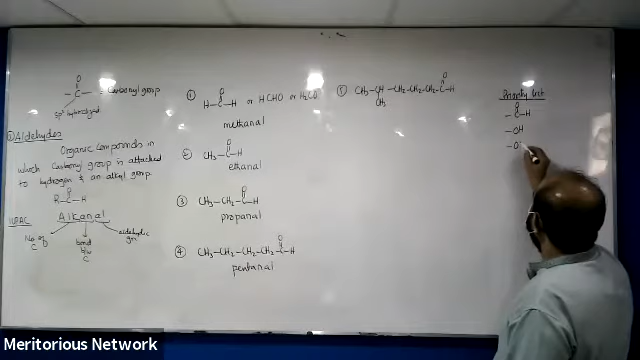 O
– C – = Carbonyl group
sp² hybridized
① Aldehydes
Organic Compounds in
which Carbonyl group is attached
to hydrogen & an alkyl group.
O
R – C – H
IUPAC Alkanal
No. of C
bond b/w C
aldehydic grp.
① H – C – H or HCHO or H₂CO
O
methanal
② CH₃ – C – H
O
ethanal
③ CH₃ – CH₂ – C – H
O
propanal
④ CH₃ – CH₂ – CH₂ – CH₂ – C – H
O
pentanal
⑤ CH₃ – CH – CH₂ – CH₂ – CH₂ – C – H
O
CH₃
Priority list
O
– C – H
– OH
– O
Meritorious Network